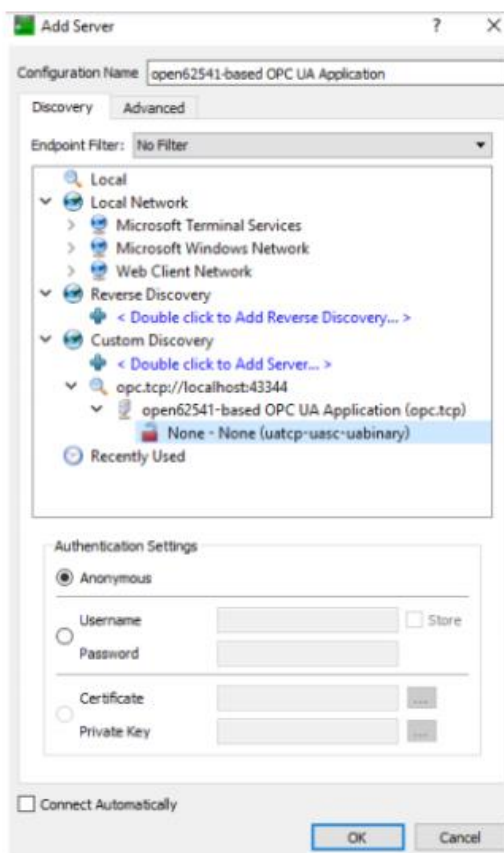 Add Server ? ×
Configuration Name open62541-based OPC UA Application
Discovery Advanced
Endpoint Filter: No Filter
Local
Local Network
Microsoft Terminal Services
Microsoft Windows Network
Web Client Network
Reverse Discovery
< Double click to Add Reverse Discovery... >
Custom Discovery
< Double click to Add Server... >
opc.tcp://localhost:43344
open62541-based OPC UA Application (opc.tcp)
None - None (uatcp-uasc-uabinary)
Recently Used
Authentication Settings
Anonymous
Username Store
Password
Certificate ...
Private Key ...
Connect Automatically
OK Cancel